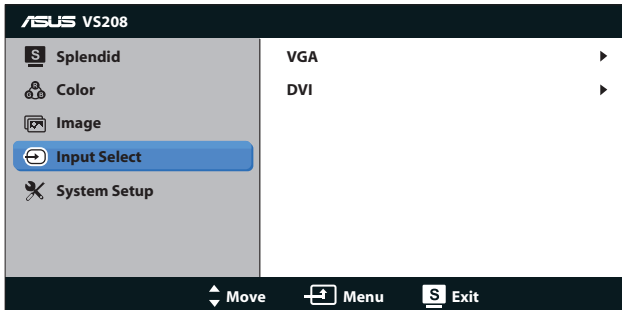 ASUS VS208
S Splendid
VGA
Color
DVI
Image
Input Select
System Setup
Move Menu S Exit